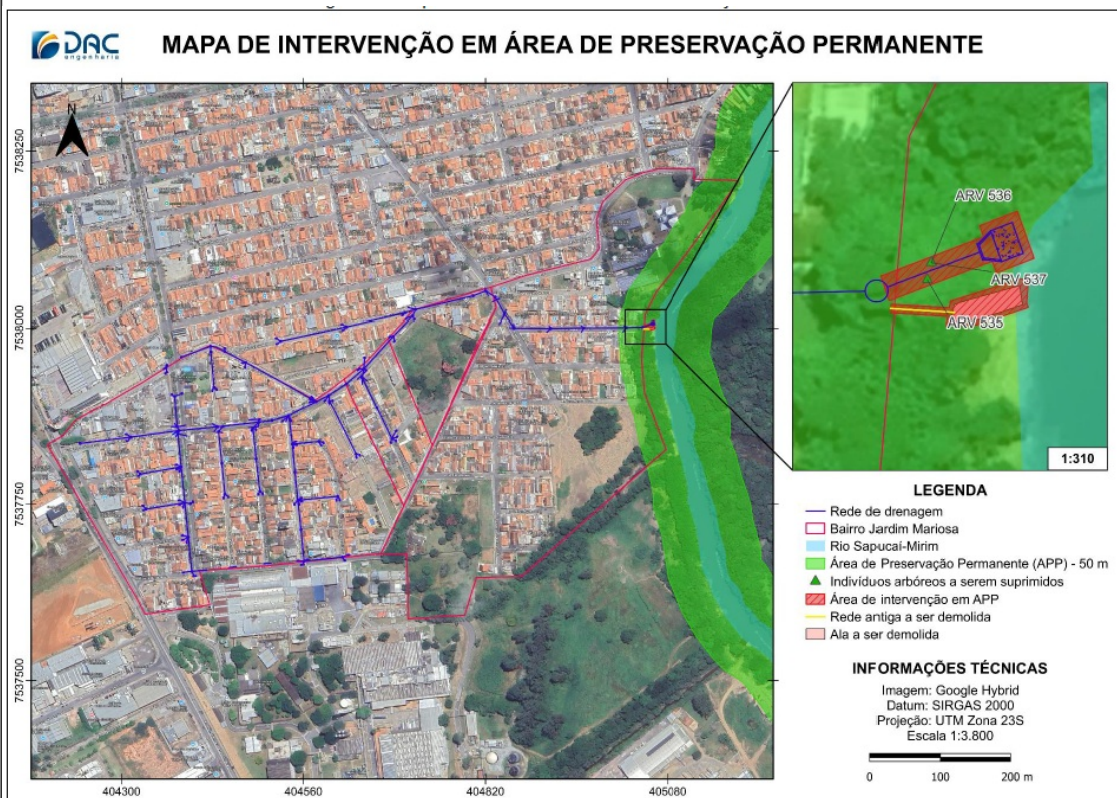 DAC
engenharia
MAPA DE INTERVENÇÃO EM ÁREA DE PRESERVAÇÃO PERMANENTE
N
7538250
7538000
7537750
7537500
404300
404560
404820
405080
ARV 536
ARV 537
ARV 535
1:310
LEGENDA
Rede de drenagem
Bairro Jardim Mariosa
Rio Sapucaí-Mirim
Área de Preservação Permanente (APP) - 50 m
Indivíduos arbóreos a serem suprimidos
Área de intervenção em APP
Rede antiga a ser demolida
Ala a ser demolida
INFORMAÇÕES TÉCNICAS
Imagem: Google Hybrid
Datum: SIRGAS 2000
Projeção: UTM Zona 23S
Escala 1:3.800
0 100 200 m